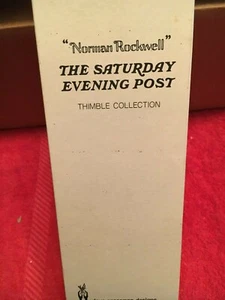 "Norman Rockwell"
THE SATURDAY
EVENING POST
THIMBLE COLLECTION